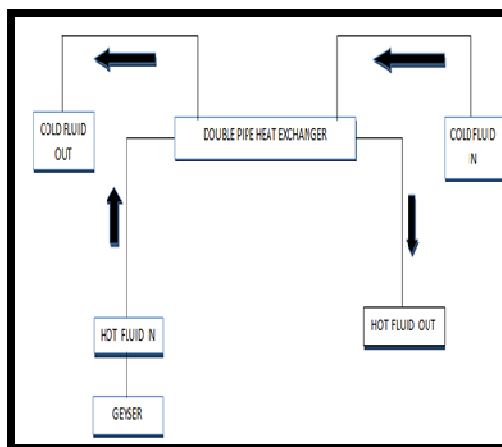 COLD FLUID
OUT
DOUBLE PIPE HEAT EXCHANGER
COLD FLUID
IN
HOT FLUID IN
HOT FLUID OUT
GEYSER